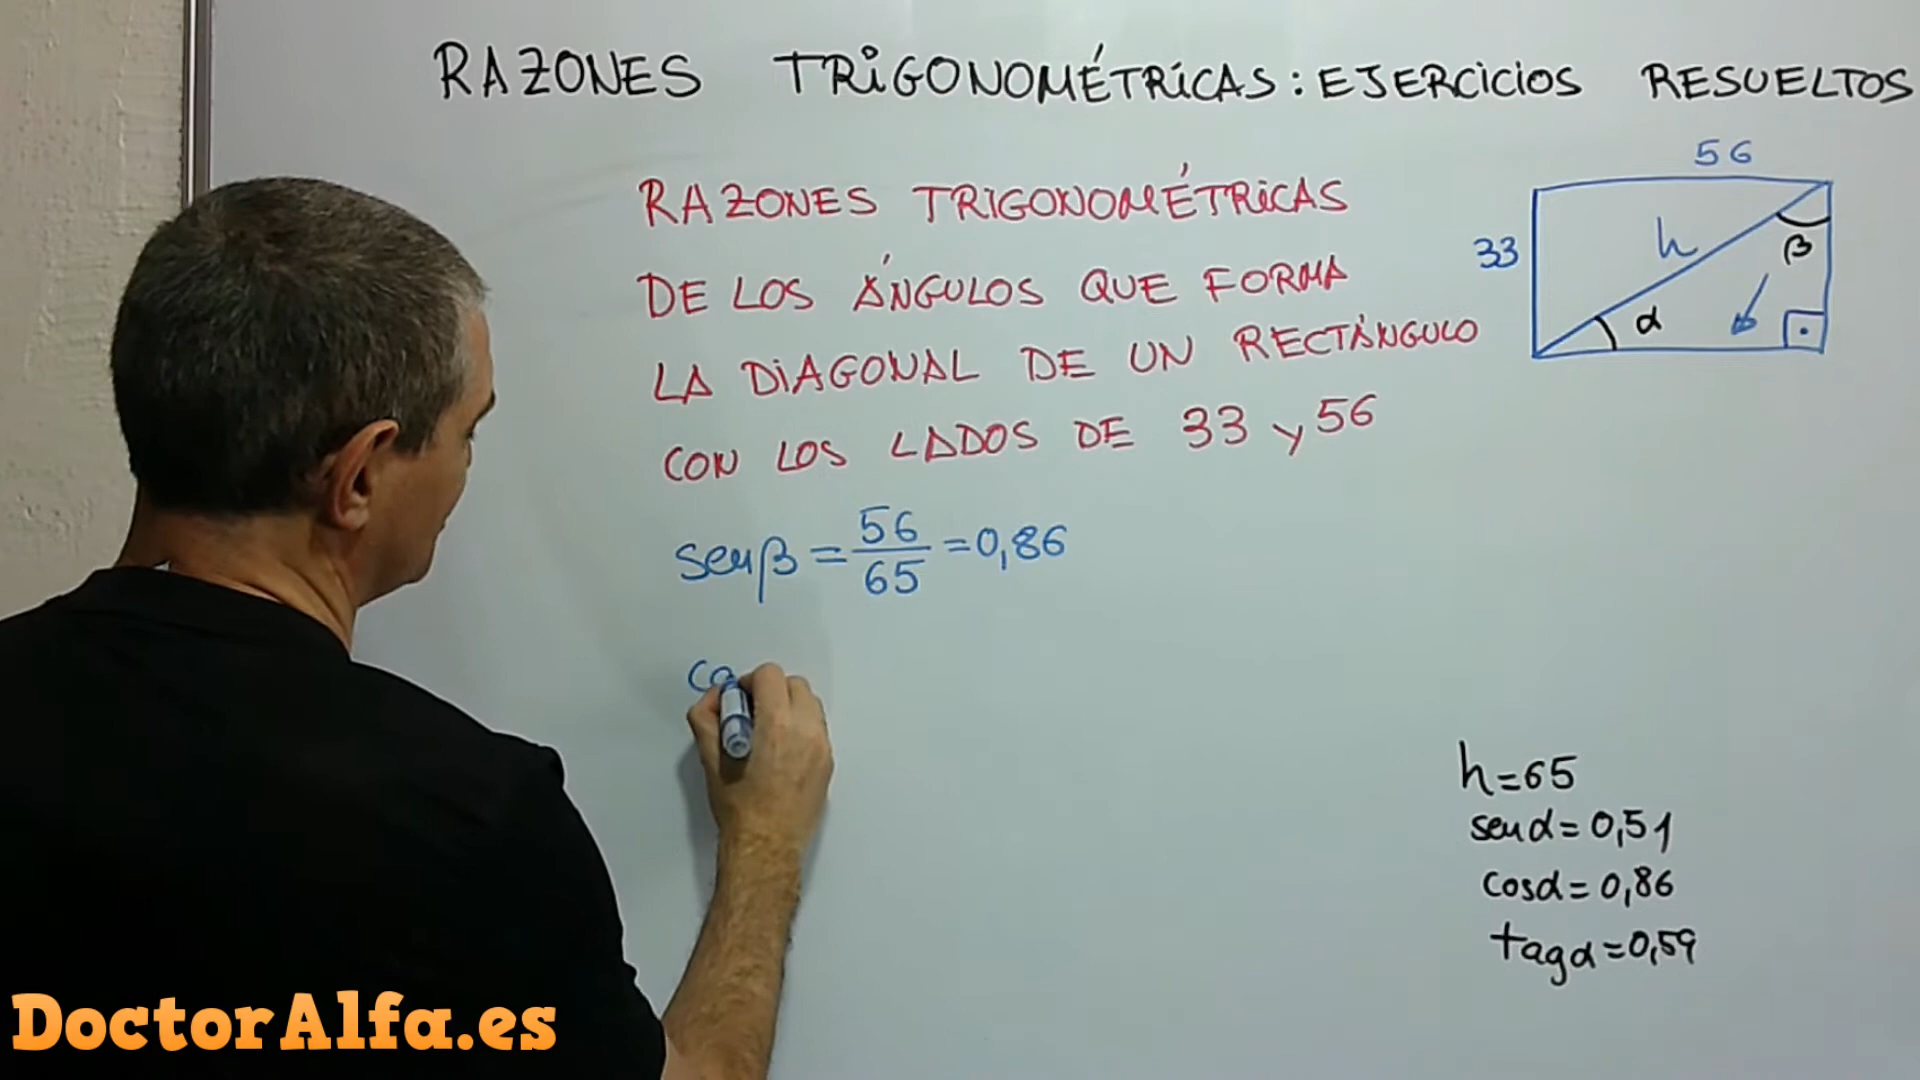 RAZONES TRIGONOMÉTRICAS: EJERCICIOS RESUELTOS
RAZONES TRIGONOMÉTRICAS
DE LOS ÁNGULOS QUE FORMA
LA DIAGONAL DE UN RECTÁNGULO
CON LOS LADOS DE 33 y 56
56
33
h
β
α
sen β = 56/65 = 0,86
co
h = 65
sen α = 0,51
cos α = 0,86
tag α = 0,59
DoctorAlfa.es